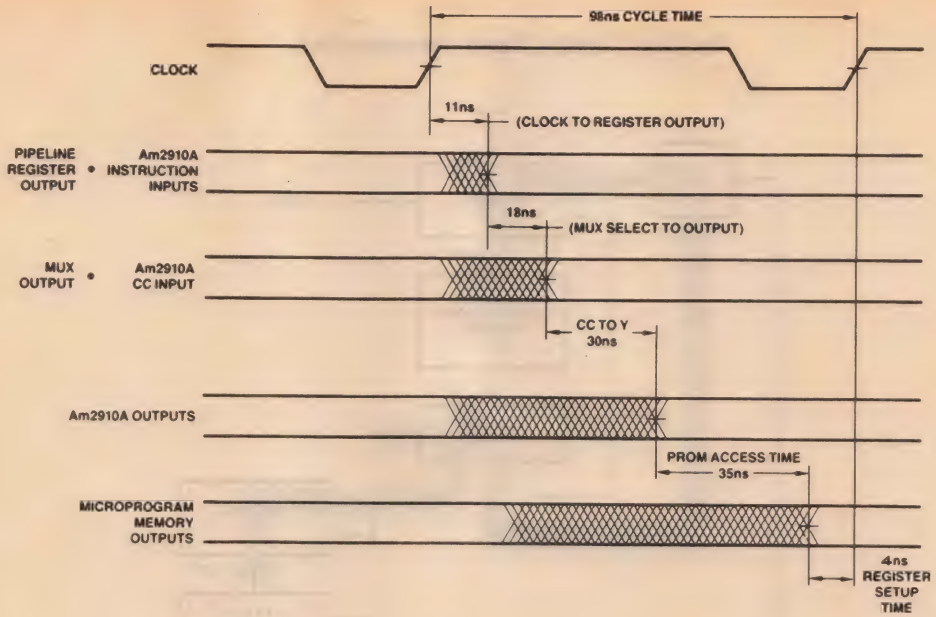 98ns CYCLE TIME
CLOCK
11ns
(CLOCK TO REGISTER OUTPUT)
PIPELINE
REGISTER
OUTPUT
•
Am2910A
INSTRUCTION
INPUTS
18ns
(MUX SELECT TO OUTPUT)
MUX
OUTPUT
•
Am2910A
CC INPUT
CC TO Y
30ns
Am2910A OUTPUTS
PROM ACCESS TIME
35ns
MICROPROGRAM
MEMORY
OUTPUTS
4ns
REGISTER
SETUP
TIME